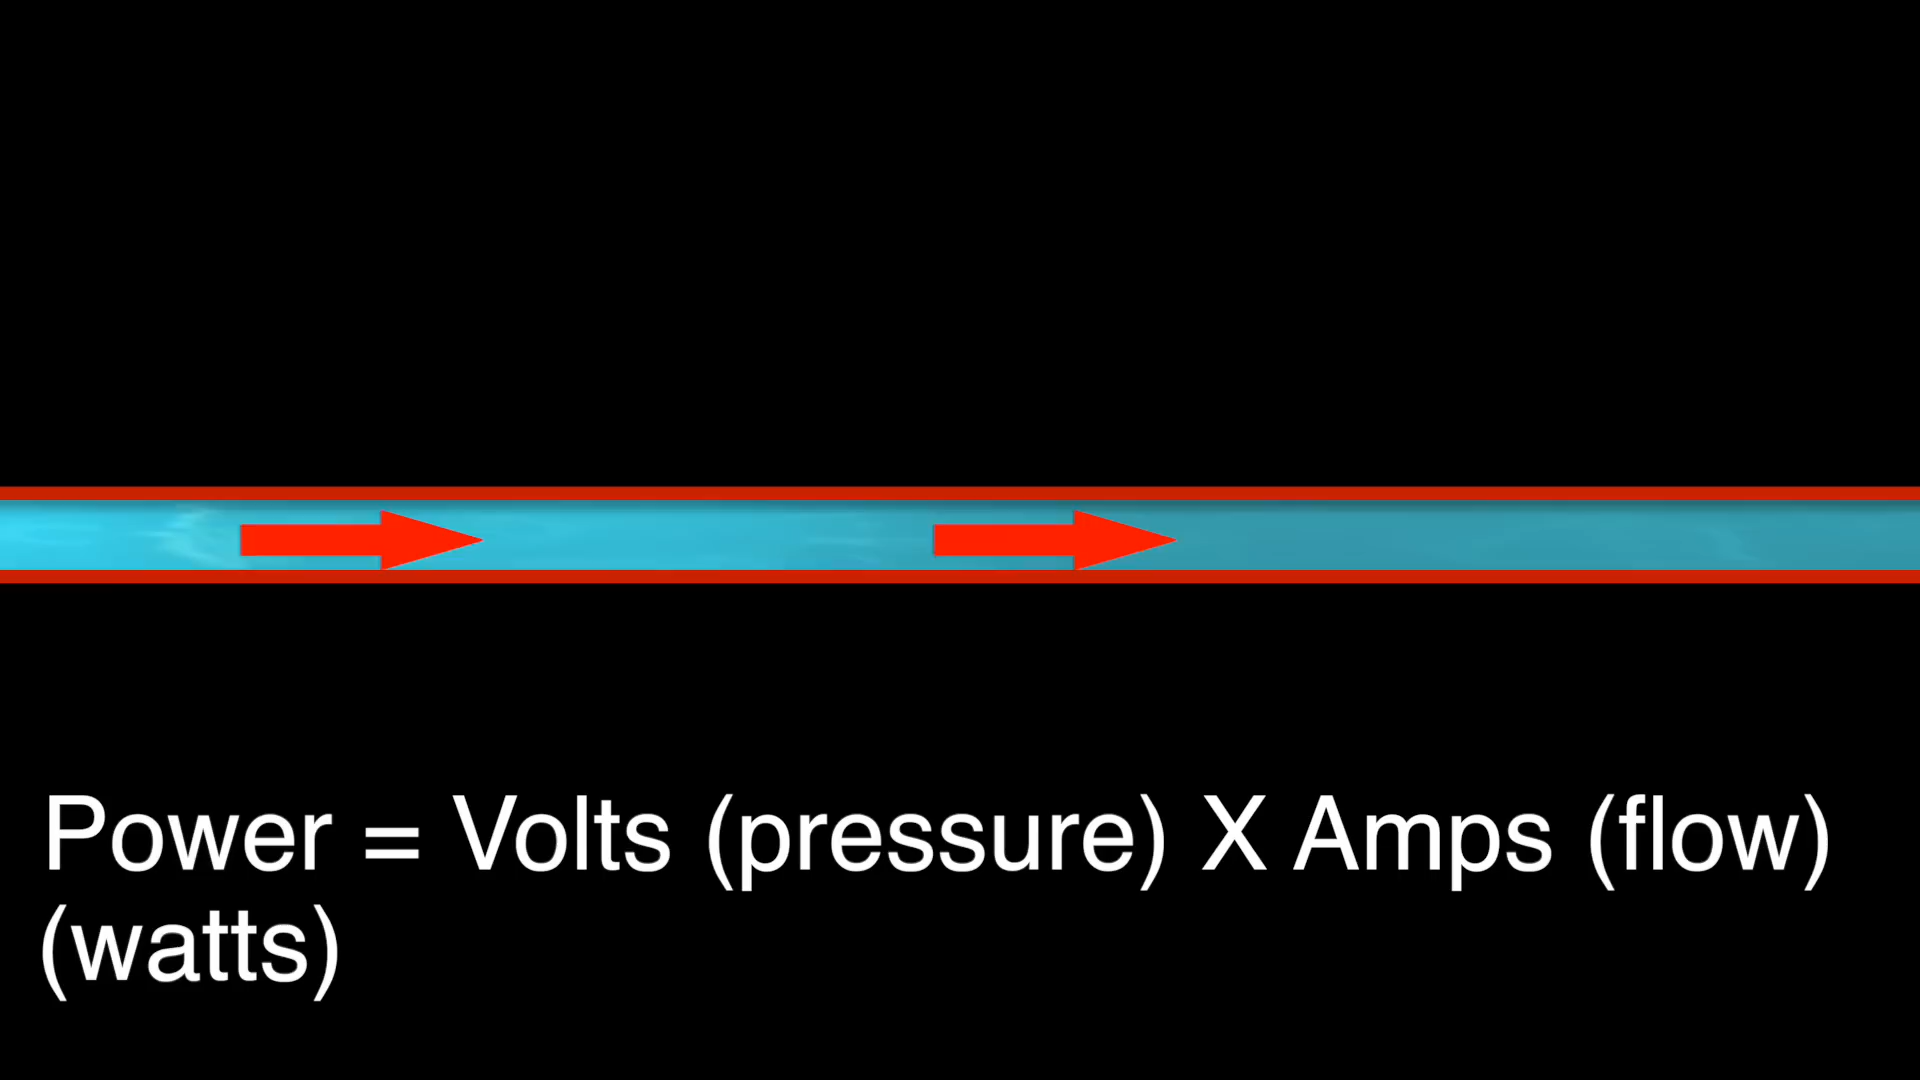 Power = Volts (pressure) X Amps (flow)
(watts)